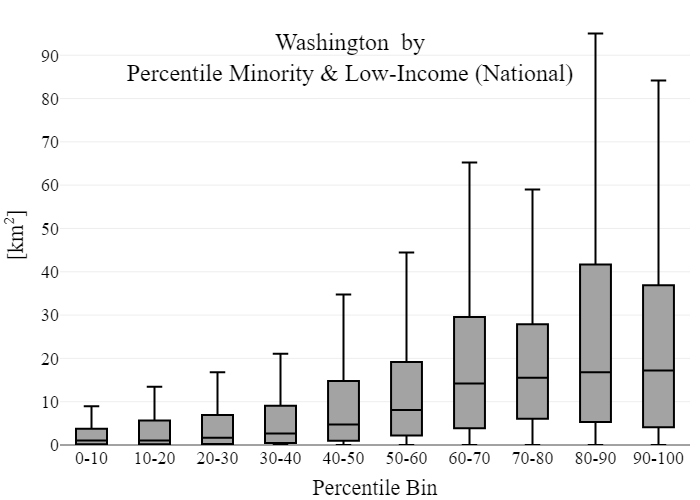 Washington by
Percentile Minority & Low-Income (National)
[km²]
90
80
70
60
50
40
30
20
10
0
0-10 10-20 20-30 30-40 40-50 50-60 60-70 70-80 80-90 90-100
Percentile Bin